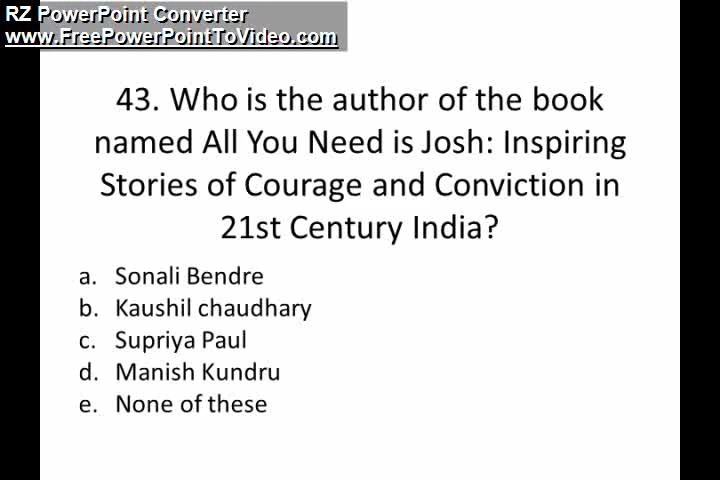 RZ PowerPoint Converter
www.FreePowerPointToVideo.com
43. Who is the author of the book
named All You Need is Josh: Inspiring
Stories of Courage and Conviction in
21st Century India?
a. Sonali Bendre
b. Kaushil chaudhary
c. Supriya Paul
d. Manish Kundru
e. None of these